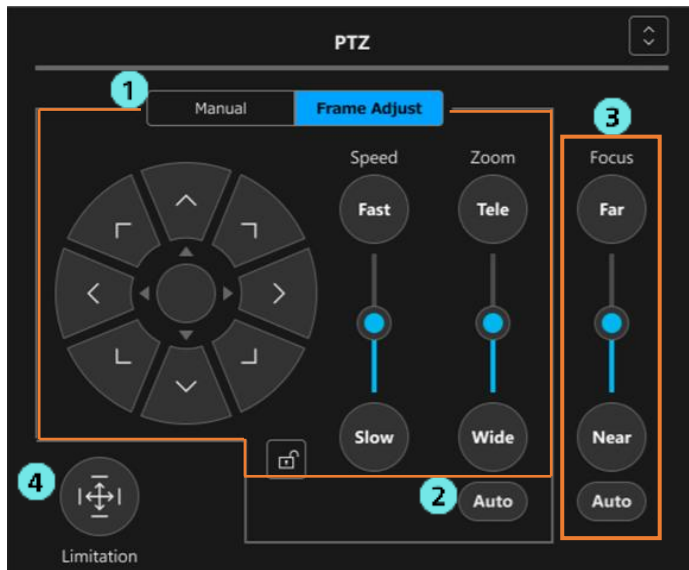 PTZ
1
Manual Frame Adjust
3
Speed Zoom Focus
Fast Tele Far
Slow Wide Near
4
2
Auto Auto
Limitation